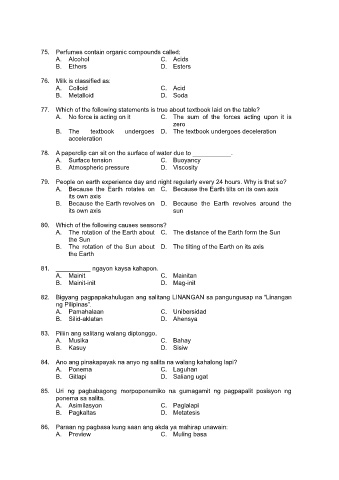 75. Perfumes contain organic compounds called:
A. Alcohol C. Acids
B. Ethers D. Esters
76. Milk is classified as:
A. Colloid C. Acid
B. Metalloid D. Soda
77. Which of the following statements is true about textbook laid on the table?
A. No force is acting on it C. The sum of the forces acting upon it is
zero
B. The textbook undergoes D. The textbook undergoes deceleration
acceleration
78. A paperclip can sit on the surface of water due to ____________.
A. Surface tension C. Buoyancy
B. Atmospheric pressure D. Viscosity
79. People on earth experience day and night regularly every 24 hours. Why is that so?
A. Because the Earth rotates on C. Because the Earth tilts on its own axis
its own axis
B. Because the Earth revolves on D. Because the Earth revolves around the
its own axis sun
80. Which of the following causes seasons?
A. The rotation of the Earth about C. The distance of the Earth form the Sun
the Sun
B. The rotation of the Sun about D. The tilting of the Earth on its axis
the Earth
81. ___________ ngayon kaysa kahapon.
A. Mainit C. Mainitan
B. Mainit-init D. Mag-init
82. Bigyang pagpapakahulugan ang salitang LINANGAN sa pangungusap na “Linangan
ng Pilipinas”.
A. Pamahalaan C. Unibersidad
B. Silid-aklatan D. Ahensya
83. Piliin ang salitang walang diptonggo.
A. Musika C. Bahay
B. Kasuy D. Sisiw
84. Ano ang pinakapayak na anyo ng salita na walang kahalong lapi?
A. Ponema C. Laguhan
B. Gitlapi D. Salitang ugat
85. Uri ng pagbabagong morpoponemiko na gumagamit ng pagpapalit posisyon ng
ponema sa salita.
A. Asimilasyon C. Paglalapi
B. Pagkaltas D. Metatesis
86. Paraan ng pagbasa kung saan ang akda ya mahirap unawain:
A. Preview C. Muling basa